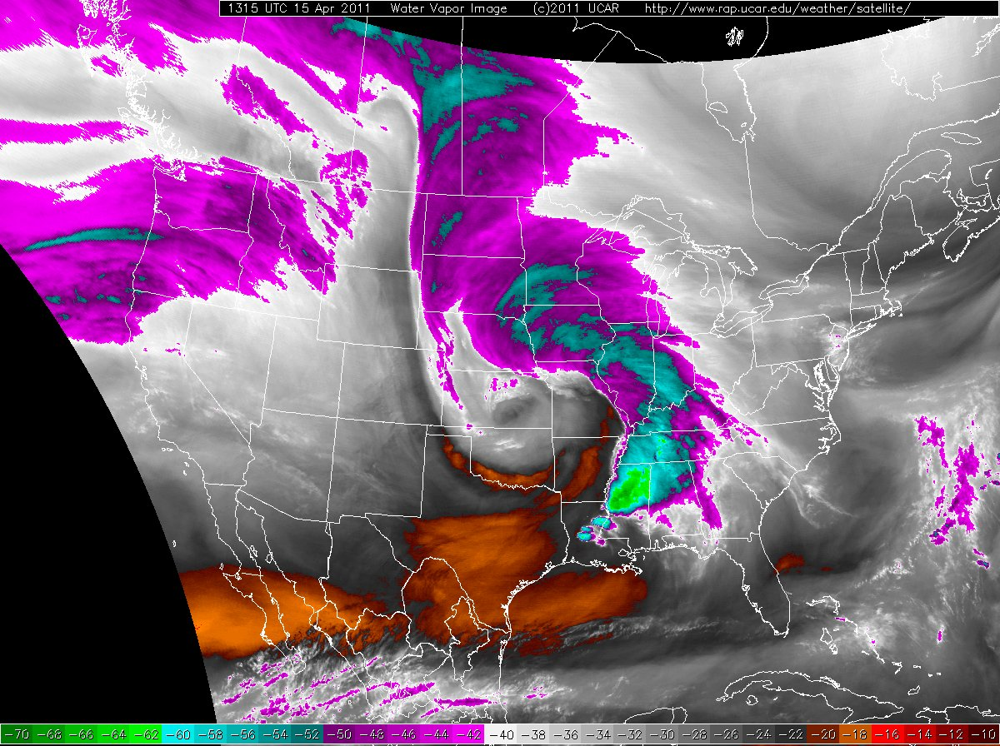 1315 UTC 15 Apr 2011 Water Vapor Image (c)2011 UCAR http://www.rap.ucar.edu/weather/satellite/
-70 -68 -66 -64 -62 -60 -58 -56 -54 -52 -50 -48 -46 -44 -42 -40 -38 -36 -34 -32 -30 -28 -26 -24 -22 -20 -18 -16 -14 -12 -10